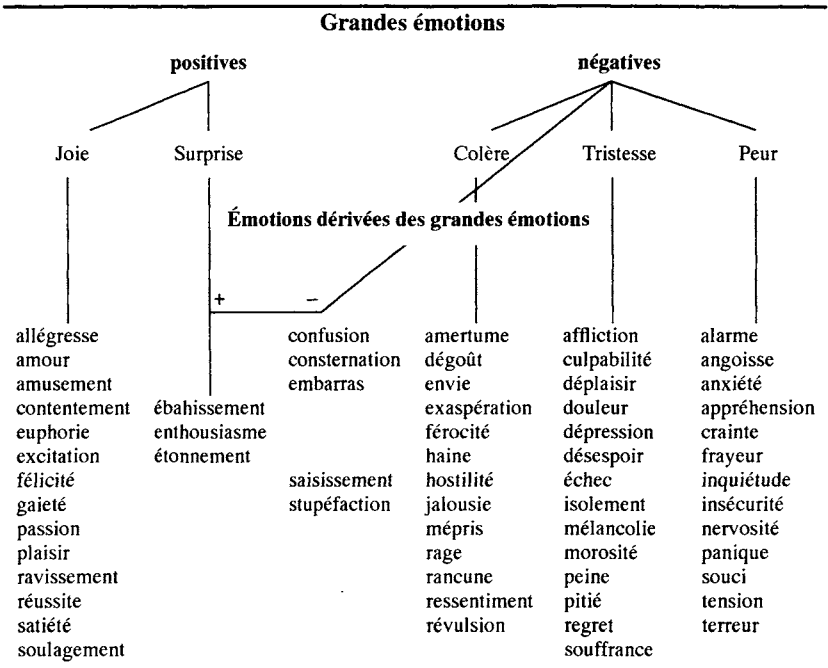 Grandes émotions
positives négatives
Joie Surprise Colère Tristesse Peur
Émotions dérivées des grandes émotions
+ −
allégresse confusion amertume affliction alarme
amour consternation dégoût culpabilité angoisse
amusement embarras envie déplaisir anxiété
contentement ébahissement exaspération douleur appréhension
euphorie enthousiasme férocité dépression crainte
excitation étonnement haine désespoir frayeur
félicité saisissement hostilité échec inquiétude
gaieté stupéfaction jalousie isolement insécurité
passion mépris mélancolie nervosité
plaisir rage morosité panique
ravissement rancune peine souci
réussite ressentiment pitié tension
satiété révulsion regret terreur
soulagement souffrance